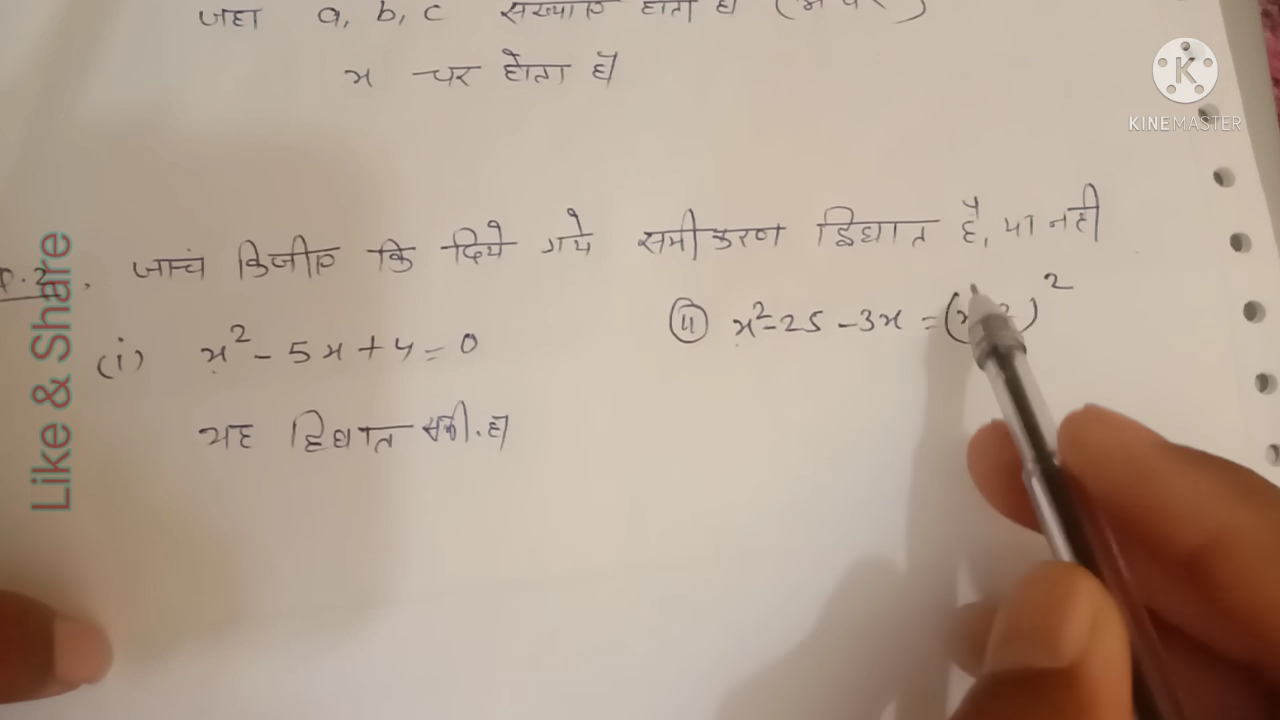 जहा a, b, c संख्याए होता है
x चर होता है
KINEMASTER
Like & Share
Q.2. जाचं किजीए कि दिये गये समीकरण द्विघात है, या नही
(i) x² - 5x + 4 = 0
(ii) x² - 25 - 3x = ( )²
यह द्विघात समी. है